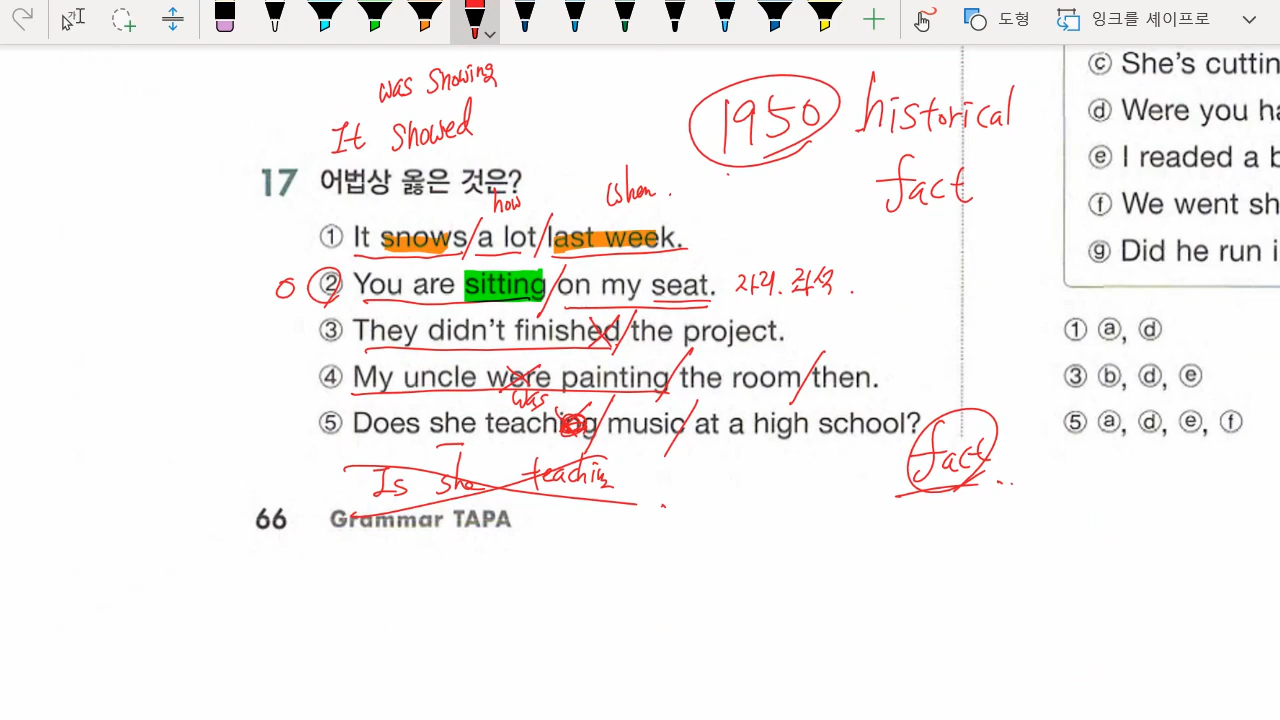 도형
잉크를 셰이프로
was showing
It showed
1950 historical
fact
17 어법상 옳은 것은?
how
when.
① It snows a lot last week.
② You are sitting on my seat. 자리. 좌석.
③ They didn't finished the project.
④ My uncle were painting the room then.
was
⑤ Does she teaching music at a high school?
fact
Is she teaching
66 Grammar TAPA
ⓒ She's cuttin
ⓓ Were you ha
ⓔ I readed a b
ⓕ We went sh
ⓖ Did he run i
① ⓐ, ⓓ
③ ⓑ, ⓓ, ⓔ
⑤ ⓐ, ⓓ, ⓔ, ⓕ